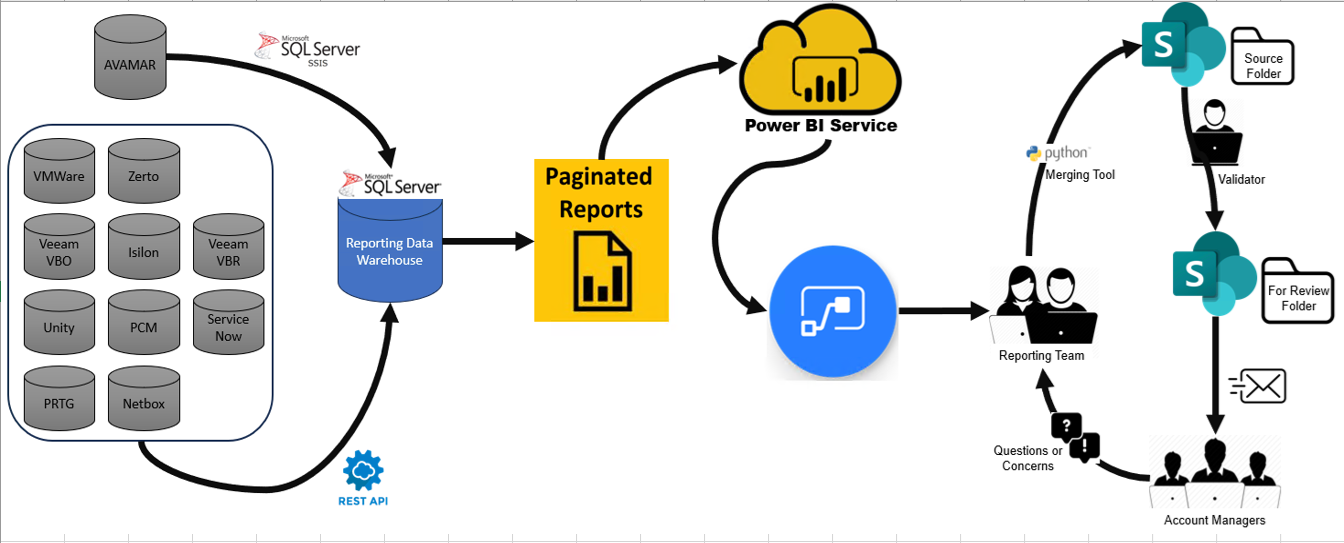 AVAMAR
Microsoft
SQL Server
SSIS
VMWare
Zerto
Veeam
VBO
Isilon
Veeam
VBR
Unity
PCM
Service
Now
PRTG
Netbox
REST API
Microsoft
SQL Server
Reporting Data
Warehouse
Paginated
Reports
Power BI Service
Reporting Team
python
Merging Tool
S
Source
Folder
Validator
S
For Review
Folder
Account Managers
?
!
Questions or
Concerns